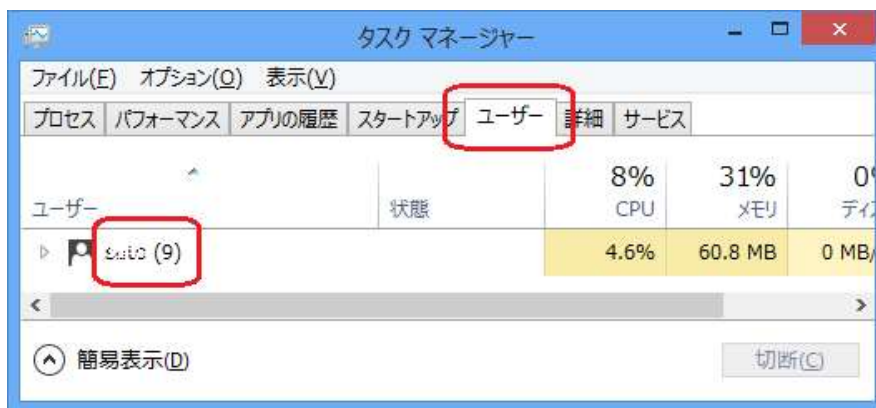 タスク マネージャー
ファイル(F) オプション(O) 表示(V)
プロセス パフォーマンス アプリの履歴 スタートアップ ユーザー 詳細 サービス
8% 31% 0%
ユーザー 状態 CPU メモリ ディス
(9) 4.6% 60.8 MB 0 MB/
簡易表示(D) 切断(C)